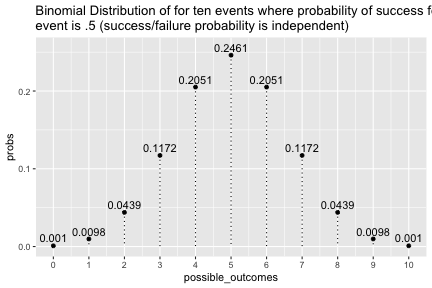 Binomial Distribution of for ten events where probability of success f
event is .5 (success/failure probability is independent)
0.2461
0.2051 0.2051
0.1172 0.1172
0.0439 0.0439
0.0098 0.0098
0.001 0.001
0.2
0.1
0.0
probs
0 1 2 3 4 5 6 7 8 9 10
possible_outcomes